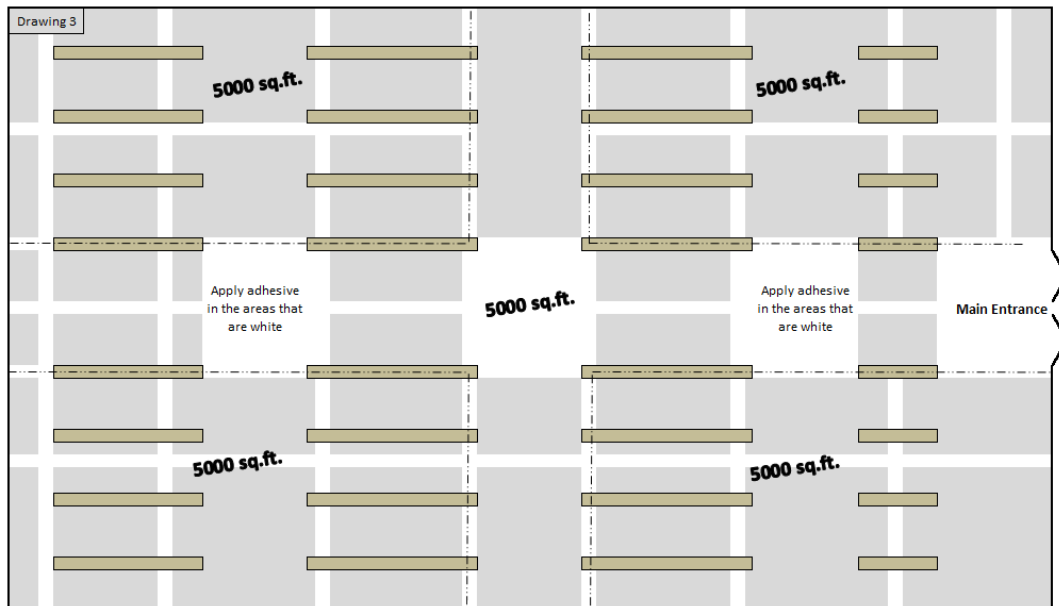 Drawing 3
5000 sq.ft.
5000 sq.ft.
Apply adhesive
in the areas that
are white
5000 sq.ft.
Apply adhesive
in the areas that
are white
Main Entrance
5000 sq.ft.
5000 sq.ft.